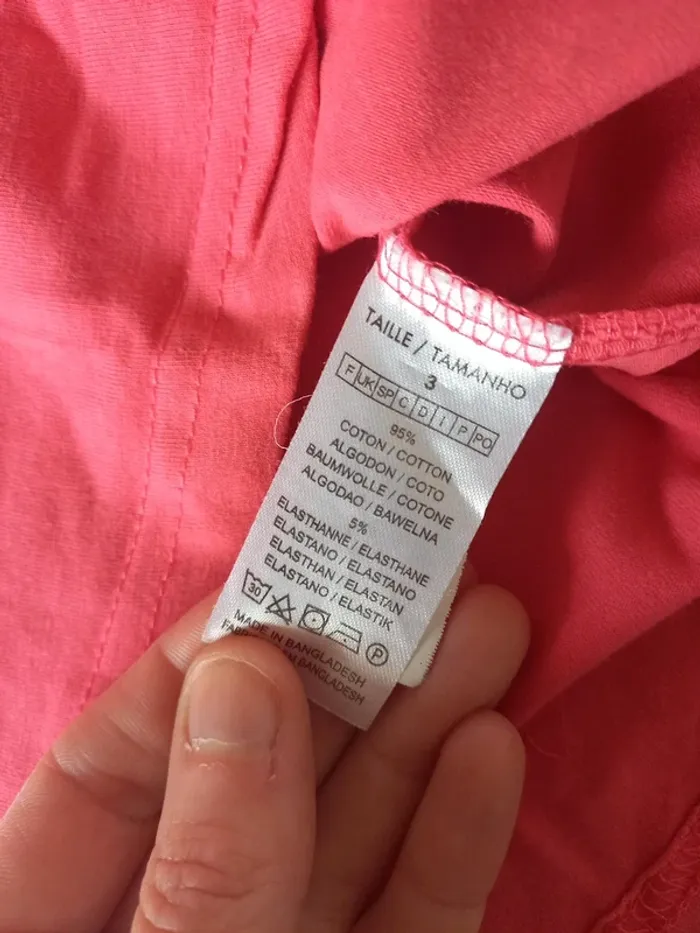 TAILLE / TAMANHO
3
F UK SP C D I P PO
95%
COTON / COTTON
ALGODON / COTO
BAUMWOLLE / COTONE
ALGODAO / BAWELNA
5%
ELASTHANNE / ELASTHANE
ELASTANO / ELASTANO
ELASTHAN / ELASTAN
ELASTANO / ELASTIK
30 P
MADE IN BANGLADESH
BANGLADESH